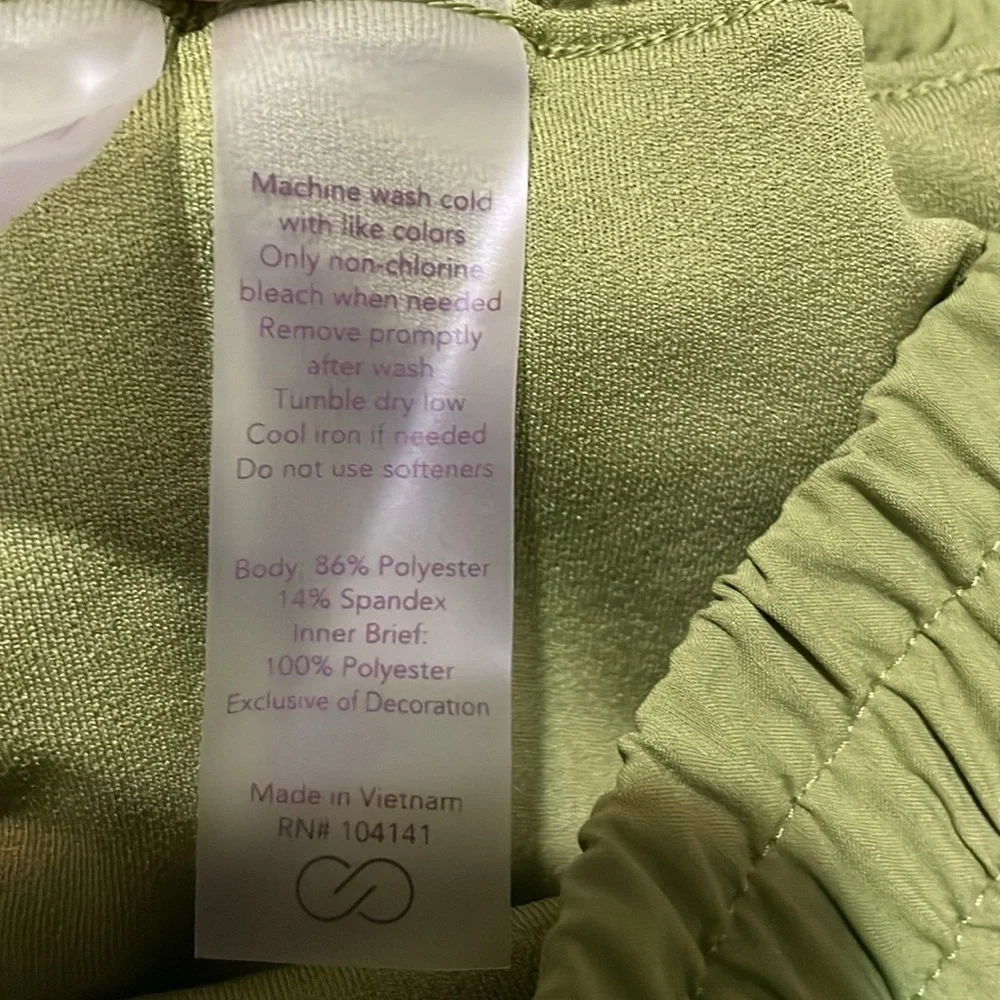 Machine wash cold
with like colors
Only non-chlorine
bleach when needed
Remove promptly
after wash
Tumble dry low
Cool iron if needed
Do not use softeners
Body: 86% Polyester
14% Spandex
Inner Brief:
100% Polyester
Exclusive of Decoration
Made in Vietnam
RN# 104141